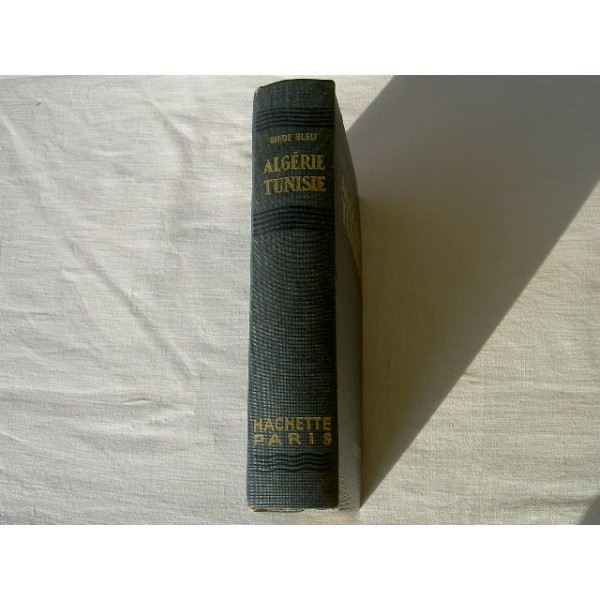 GUIDE BLEU
ALGÉRIE
TUNISIE
HACHETTE
PARIS